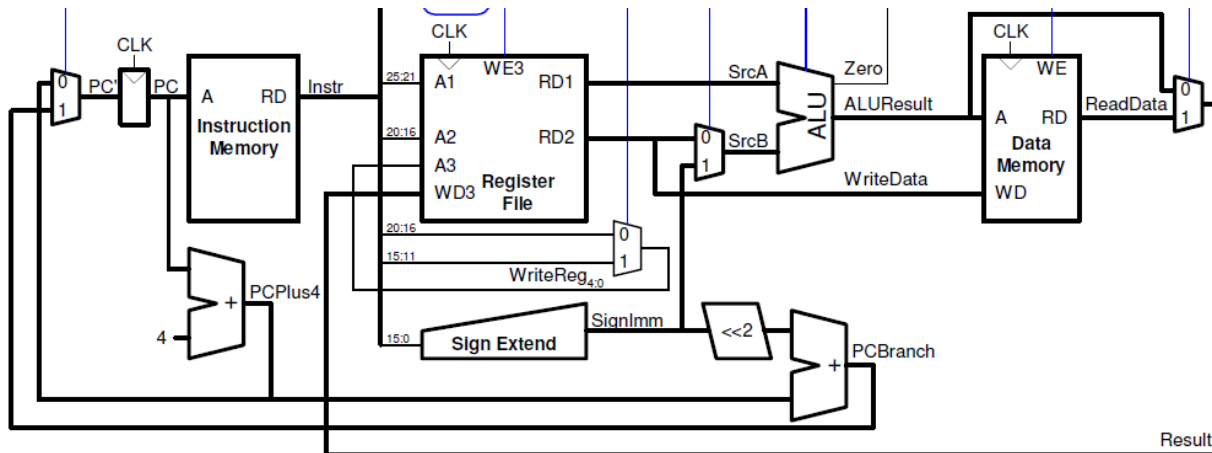 CLK
CLK
CLK
0
1
PC'
PC
A RD
Instruction
Memory
Instr
25:21
A1
WE3
RD1
SrcA
Zero
WE
0
1
20:16
A2
RD2
0
1
SrcB
ALU
ALUResult
A RD
Data
Memory
ReadData
A3
WD3
Register
File
WriteData
WD
20:16
0
15:11
1
WriteReg4:0
PCPlus4
+
4
SignImm
15:0
Sign Extend
<<2
+
PCBranch
Result